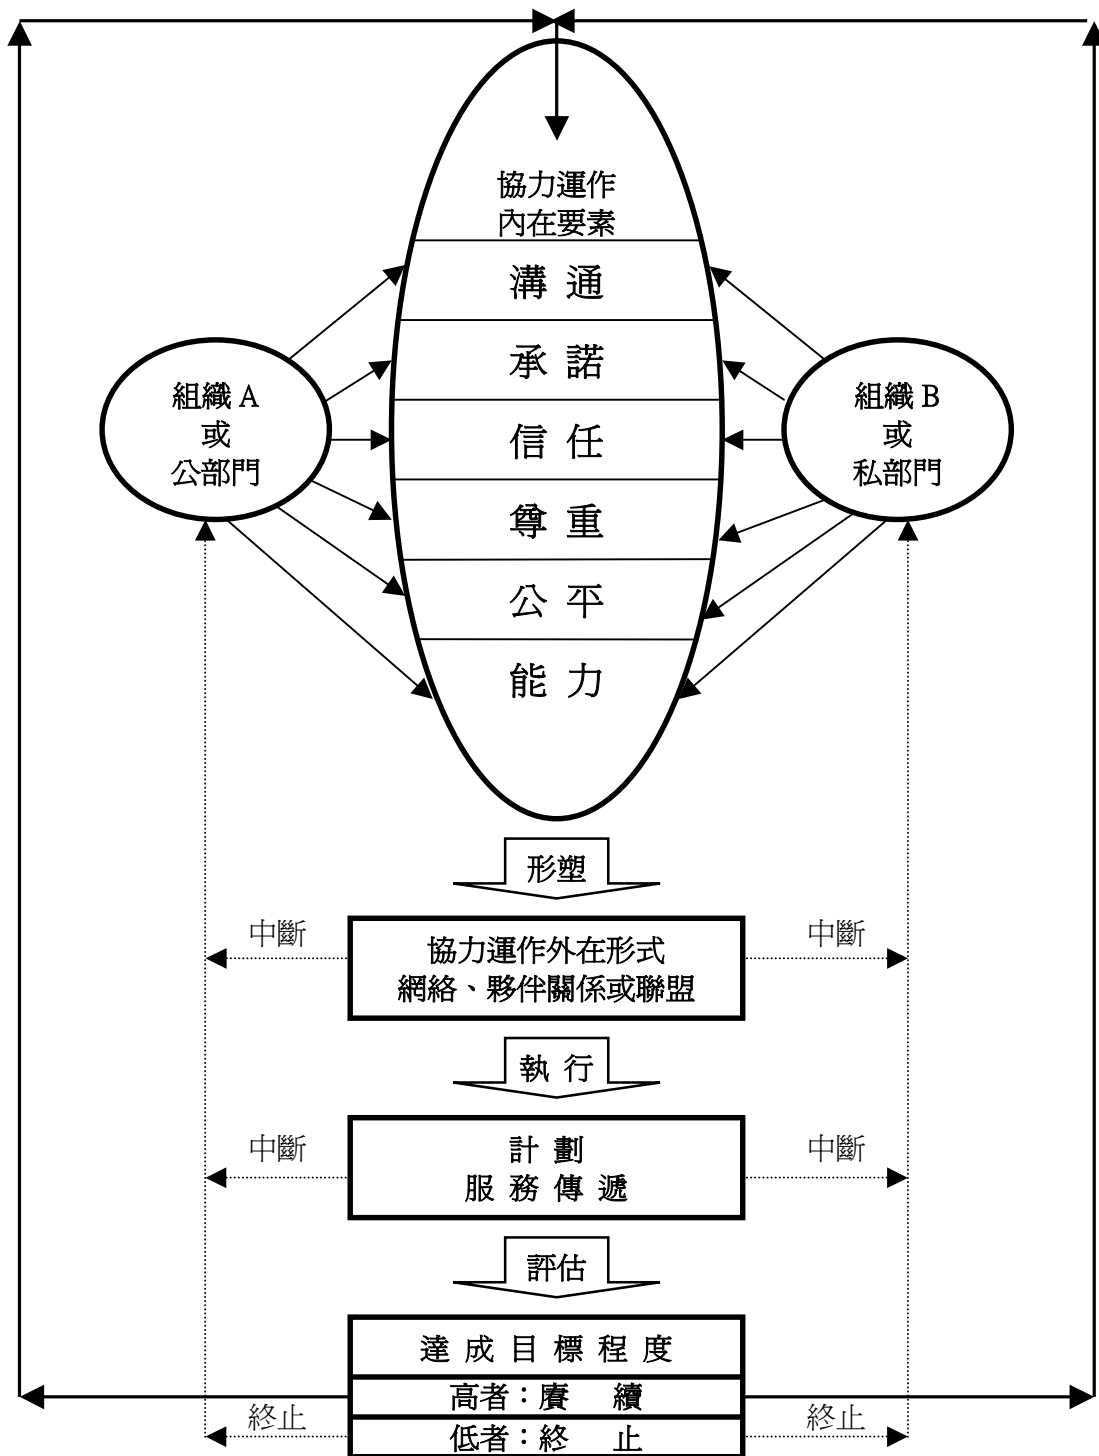 協力運作
內在要素
溝 通
承 諾
信 任
尊 重
公 平
能 力
組織 A
或
公部門
組織 B
或
私部門
形塑
中斷
協力運作外在形式
網絡、夥伴關係或聯盟
中斷
執 行
中斷
計 劃
服 務 傳 遞
中斷
評估
達 成 目 標 程 度
高者：賡 續
終止
低者：終 止
終止